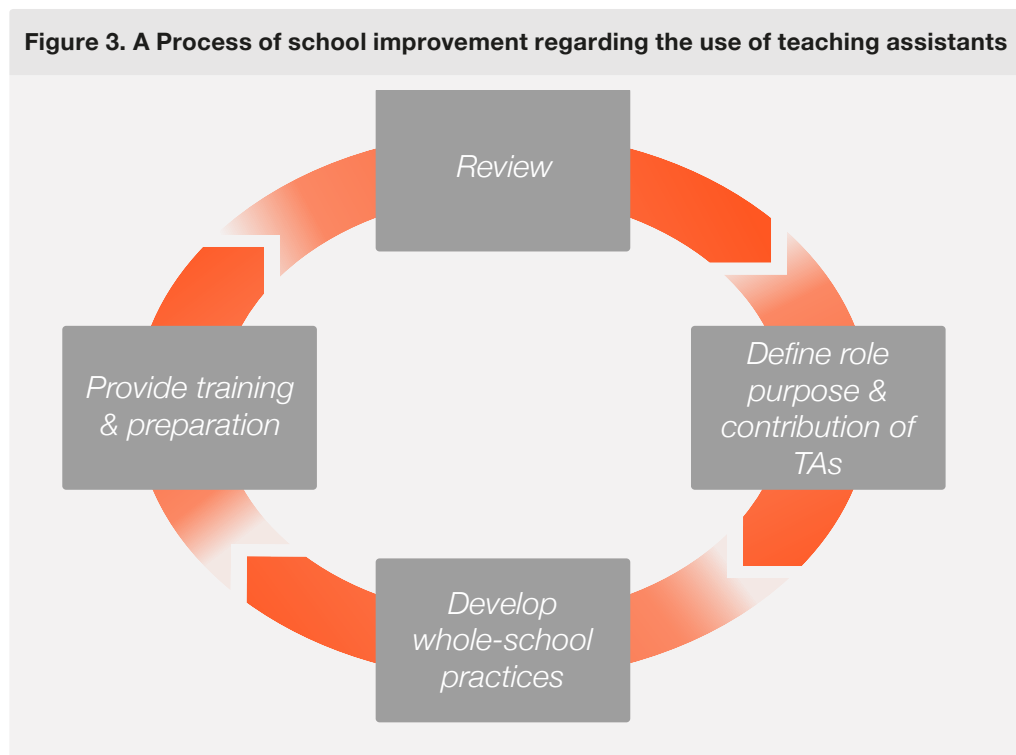 Figure 3. A Process of school improvement regarding the use of teaching assistants
Review
Define role
purpose &
contribution of
TAs
Develop
whole-school
practices
Provide training
& preparation